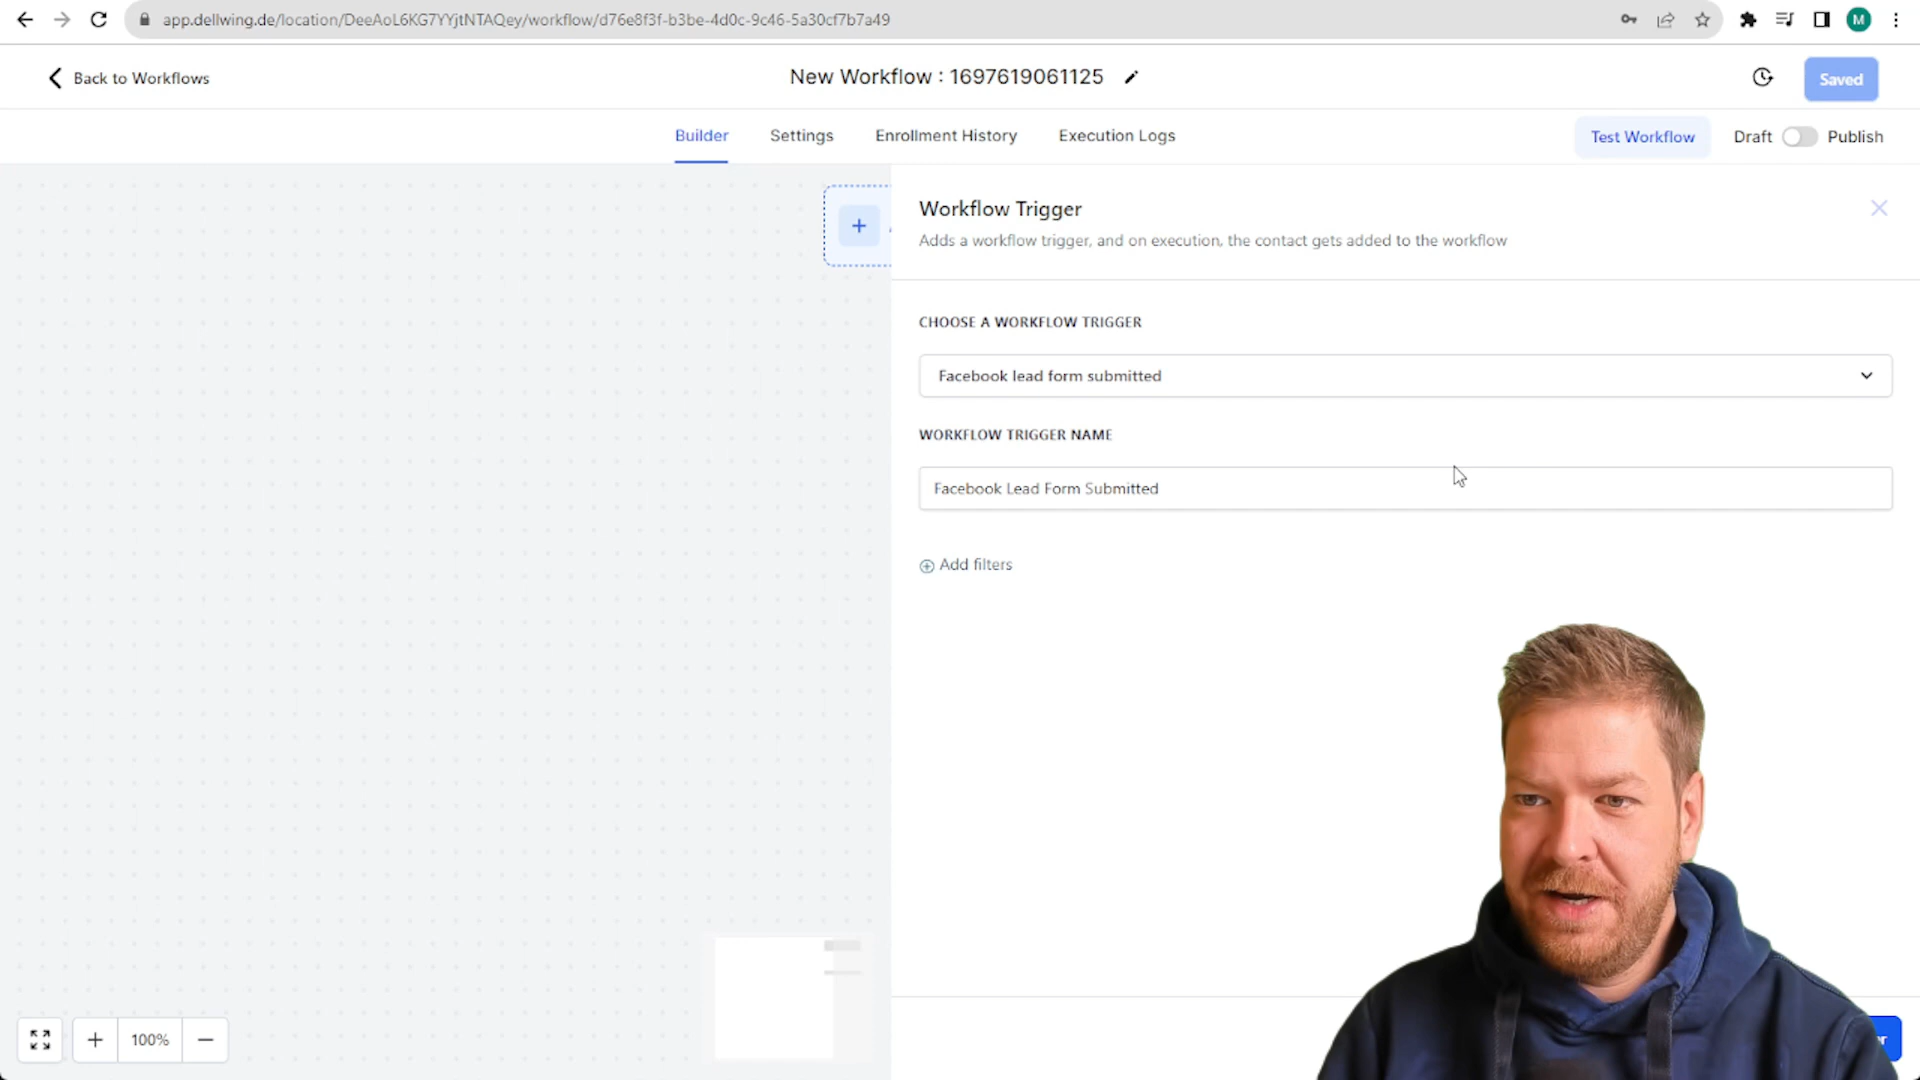 app.dellwing.de/location/DeeAoL6KG7YYjtNTAQey/workflow/d76e8f3f-b3be-4d0c-9c46-5a30cf7b7a49
M
Back to Workflows
New Workflow : 1697619061125
Saved
Builder
Settings
Enrollment History
Execution Logs
Test Workflow
Draft
Publish
Workflow Trigger
Adds a workflow trigger, and on execution, the contact gets added to the workflow
CHOOSE A WORKFLOW TRIGGER
Facebook lead form submitted
WORKFLOW TRIGGER NAME
Facebook Lead Form Submitted
Add filters
100%